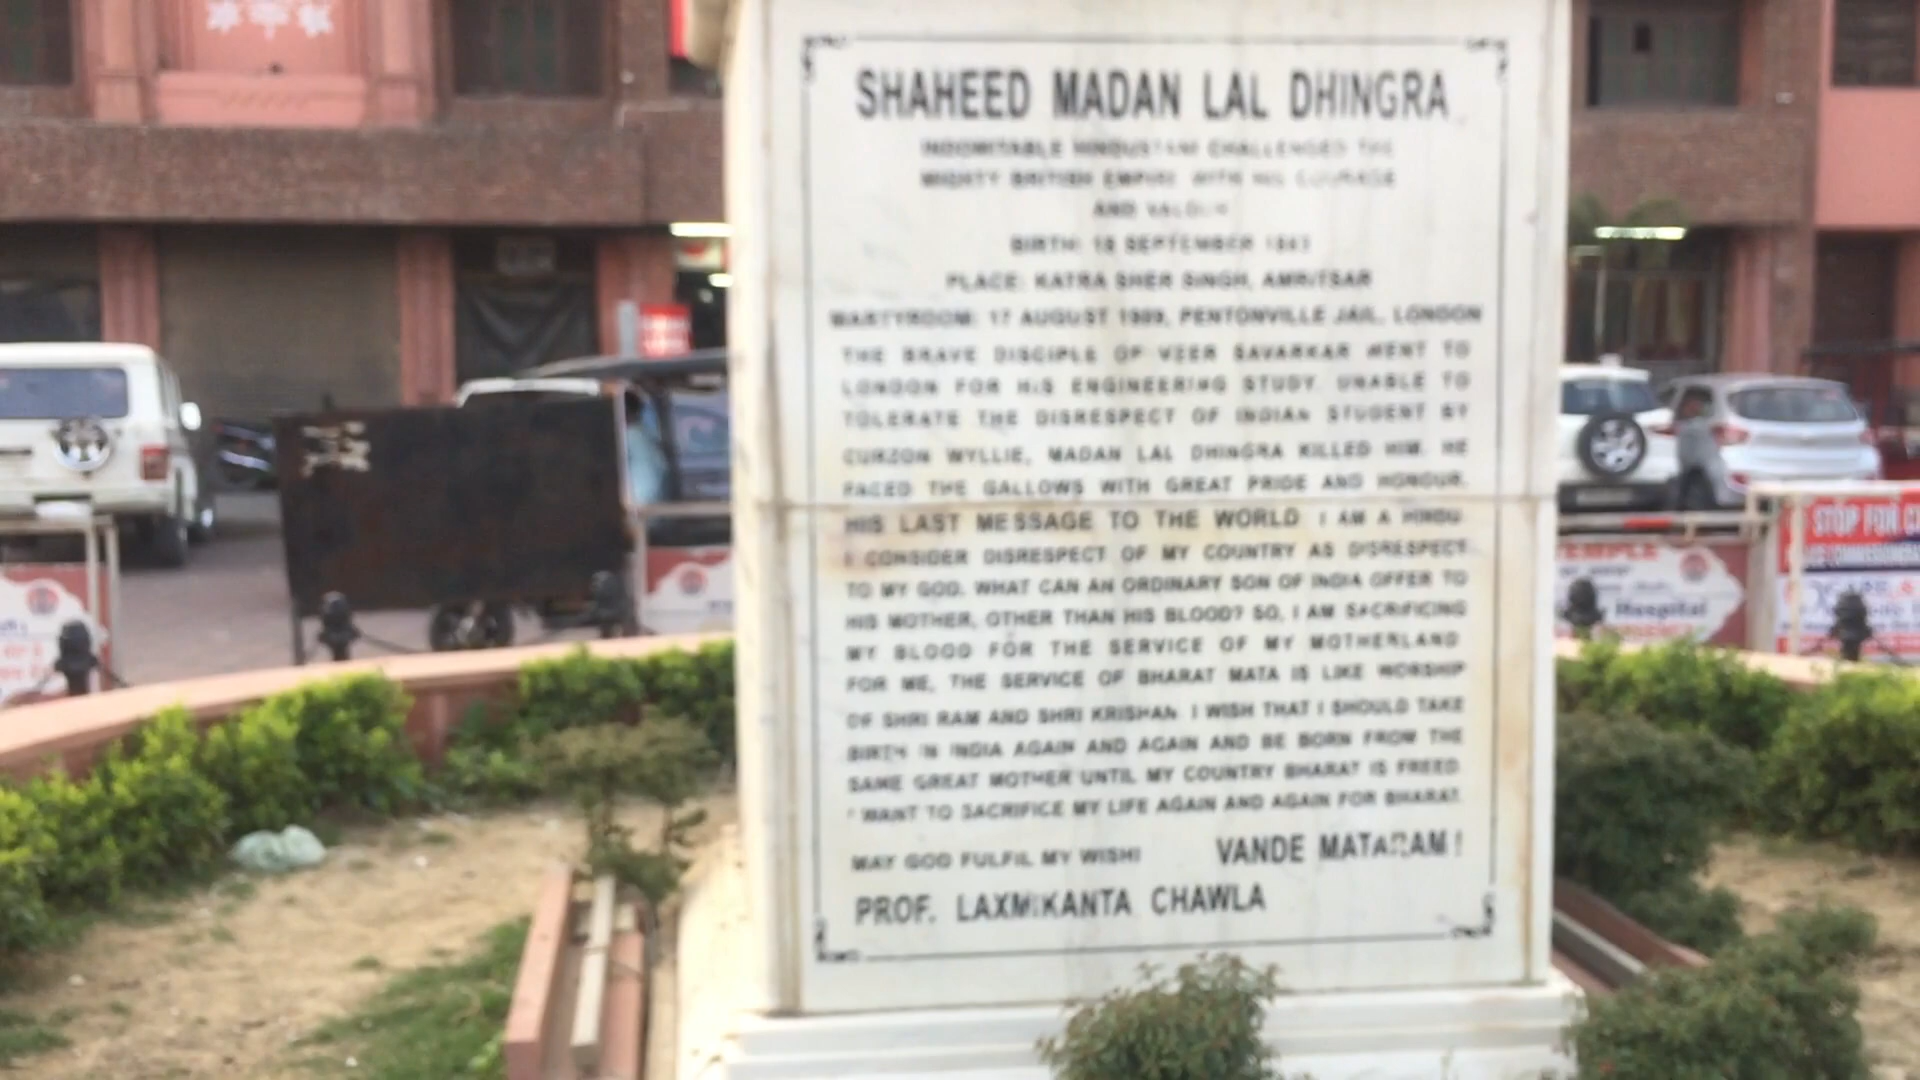 SHAHEED MADAN LAL DHINGRA
INDOMITABLE HINDUSTANI CHALLENGED THE
MIGHTY BRITISH EMPIRE WITH HIS COURAGE
AND VALOUR
BIRTH: 18 SEPTEMBER
PLACE: KATRA SHER SINGH, AMRITSAR
MARTYRDOM: 17 AUGUST 1909, PENTONVILLE JAIL, LONDON
THE BRAVE DISCIPLE OF VEER SAVARKAR WENT TO
LONDON FOR HIS ENGINEERING STUDY. UNABLE TO
TOLERATE THE DISRESPECT OF INDIAN STUDENT BY
CURZON WYLLIE, MADAN LAL DHINGRA KILLED HIM. HE
FACED THE GALLOWS WITH GREAT PRIDE AND HONOUR.
HIS LAST MESSAGE TO THE WORLD I AM A HINDU
I CONSIDER DISRESPECT OF MY COUNTRY AS DISRESPECT
TO MY GOD. WHAT CAN AN ORDINARY SON OF INDIA OFFER TO
HIS MOTHER, OTHER THAN HIS BLOOD? SO, I AM SACRIFICING
MY BLOOD FOR THE SERVICE OF MY MOTHERLAND
FOR ME, THE SERVICE OF BHARAT MATA IS LIKE WORSHIP
OF SHRI RAM AND SHRI KRISHAN. I WISH THAT I SHOULD TAKE
BIRTH IN INDIA AGAIN AND AGAIN AND BE BORN FROM THE
SAME GREAT MOTHER UNTIL MY COUNTRY BHARAT IS FREED.
I WANT TO SACRIFICE MY LIFE AGAIN AND AGAIN FOR BHARAT.
MAY GOD FULFIL MY WISH! VANDE MATARAM!
PROF. LAXMIKANTA CHAWLA
STOP FOR
TEMPLE
Hospital